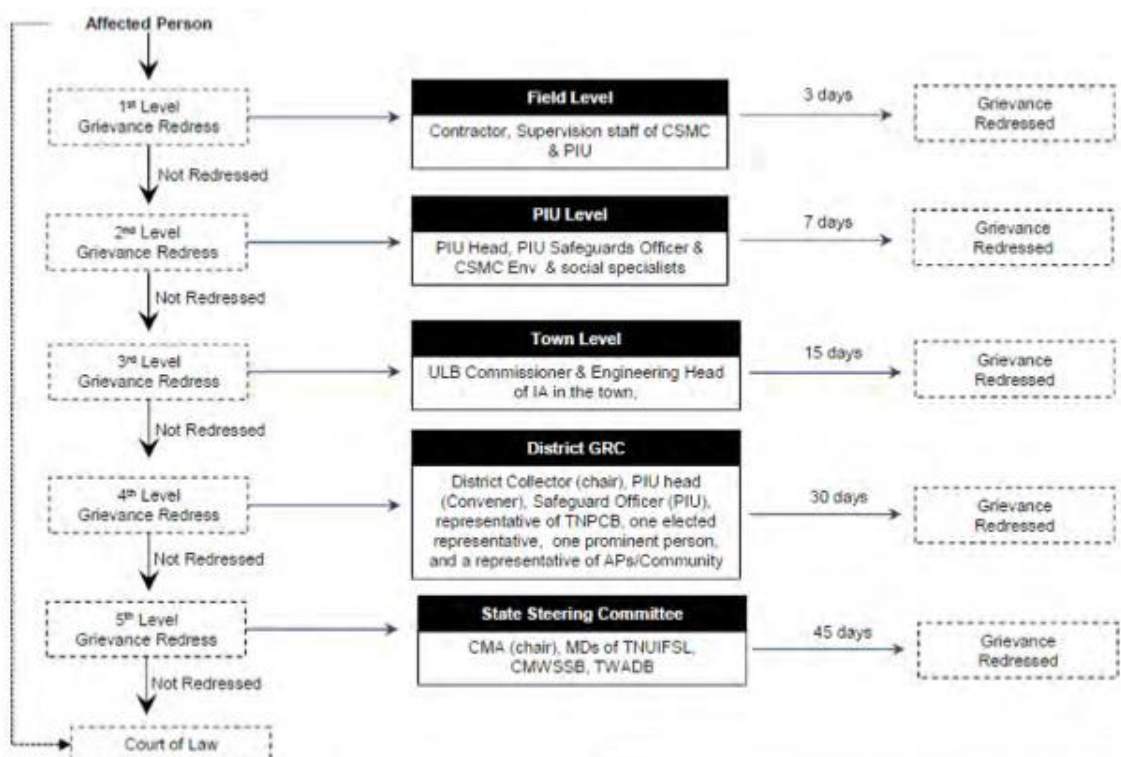 Affected Person
1st Level
Grievance Redress
Field Level
Contractor, Supervision staff of CSMC
& PIU
3 days
Grievance
Redressed
Not Redressed
2nd Level
Grievance Redress
PIU Level
PIU Head, PIU Safeguards Officer &
CSMC Env & social specialists
7 days
Grievance
Redressed
Not Redressed
3rd Level
Grievance Redress
Town Level
ULB Commissioner & Engineering Head
of IA in the town,
15 days
Grievance
Redressed
Not Redressed
4th Level
Grievance Redress
District GRC
District Collector (chair), PIU head
(Convener), Safeguard Officer (PIU),
representative of TNPCB, one elected
representative, one prominent person,
and a representative of APs/Community
30 days
Grievance
Redressed
Not Redressed
5th Level
Grievance Redress
State Steering Committee
CMA (chair), MDs of TNUIFSL,
CMWSSB, TWADB
45 days
Grievance
Redressed
Not Redressed
Court of Law